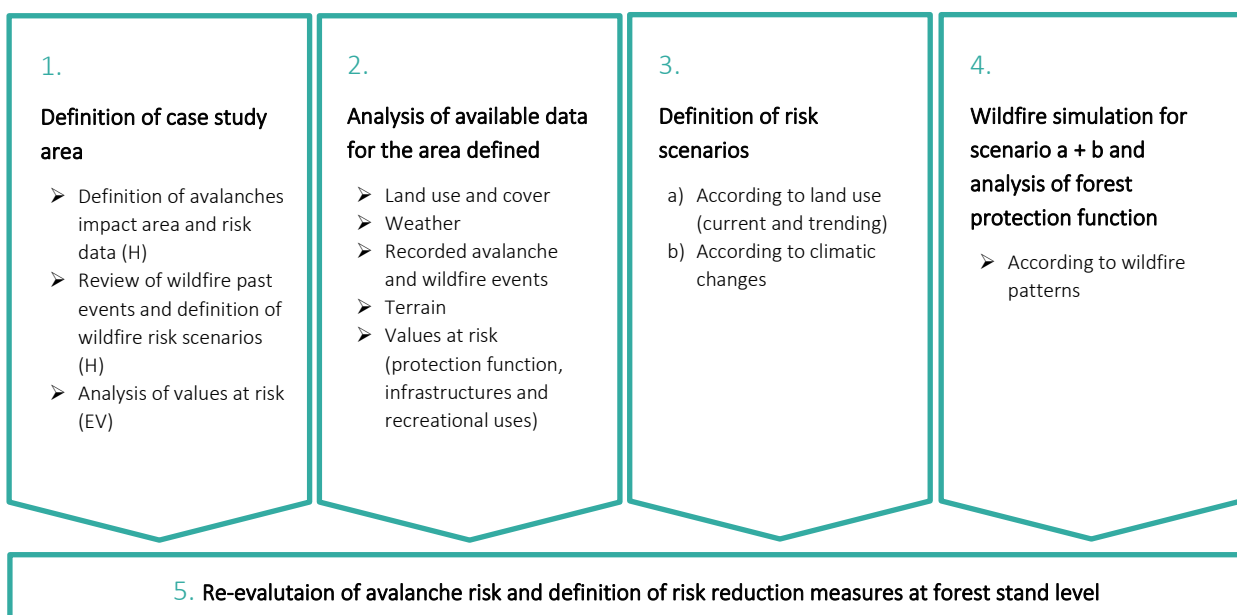 1.
Definition of case study
area
➢ Definition of avalanches
impact area and risk
data (H)
➢ Review of wildfire past
events and definition of
wildfire risk scenarios
(H)
➢ Analysis of values at risk
(EV)
2.
Analysis of available data
for the area defined
➢ Land use and cover
➢ Weather
➢ Recorded avalanche
and wildfire events
➢ Terrain
➢ Values at risk
(protection function,
infrastructures and
recreational uses)
3.
Definition of risk
scenarios
a) According to land use
(current and trending)
b) According to climatic
changes
4.
Wildfire simulation for
scenario a + b and
analysis of forest
protection function
➢ According to wildfire
patterns
5. Re-evalutaion of avalanche risk and definition of risk reduction measures at forest stand level